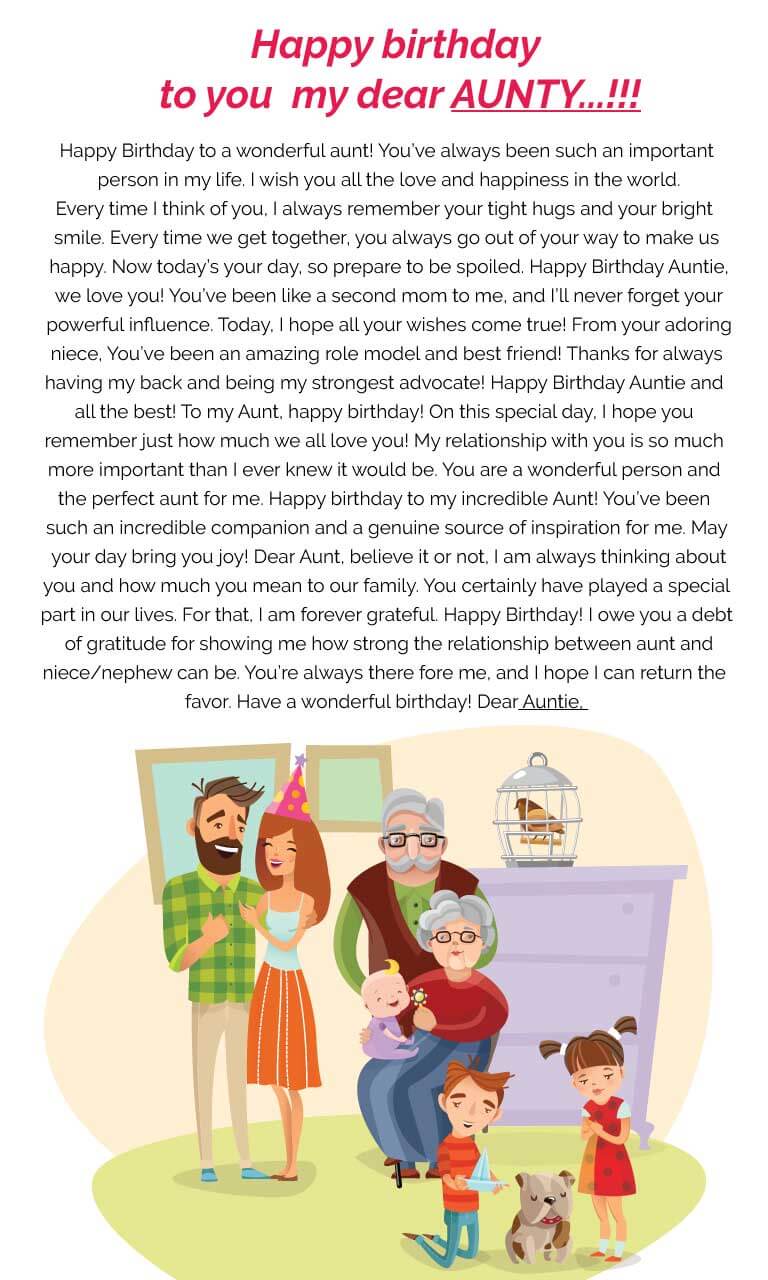 Happy birthday
to you my dear AUNTY...!!!
Happy Birthday to a wonderful aunt! You’ve always been such an important
person in my life. I wish you all the love and happiness in the world.
Every time I think of you, I always remember your tight hugs and your bright
smile. Every time we get together, you always go out of your way to make us
happy. Now today’s your day, so prepare to be spoiled. Happy Birthday Auntie,
we love you! You’ve been like a second mom to me, and I’ll never forget your
powerful influence. Today, I hope all your wishes come true! From your adoring
niece, You’ve been an amazing role model and best friend! Thanks for always
having my back and being my strongest advocate! Happy Birthday Auntie and
all the best! To my Aunt, happy birthday! On this special day, I hope you
remember just how much we all love you! My relationship with you is so much
more important than I ever knew it would be. You are a wonderful person and
the perfect aunt for me. Happy birthday to my incredible Aunt! You’ve been
such an incredible companion and a genuine source of inspiration for me. May
your day bring you joy! Dear Aunt, believe it or not, I am always thinking about
you and how much you mean to our family. You certainly have played a special
part in our lives. For that, I am forever grateful. Happy Birthday! I owe you a debt
of gratitude for showing me how strong the relationship between aunt and
niece/nephew can be. You’re always there fore me, and I hope I can return the
favor. Have a wonderful birthday! Dear Auntie,